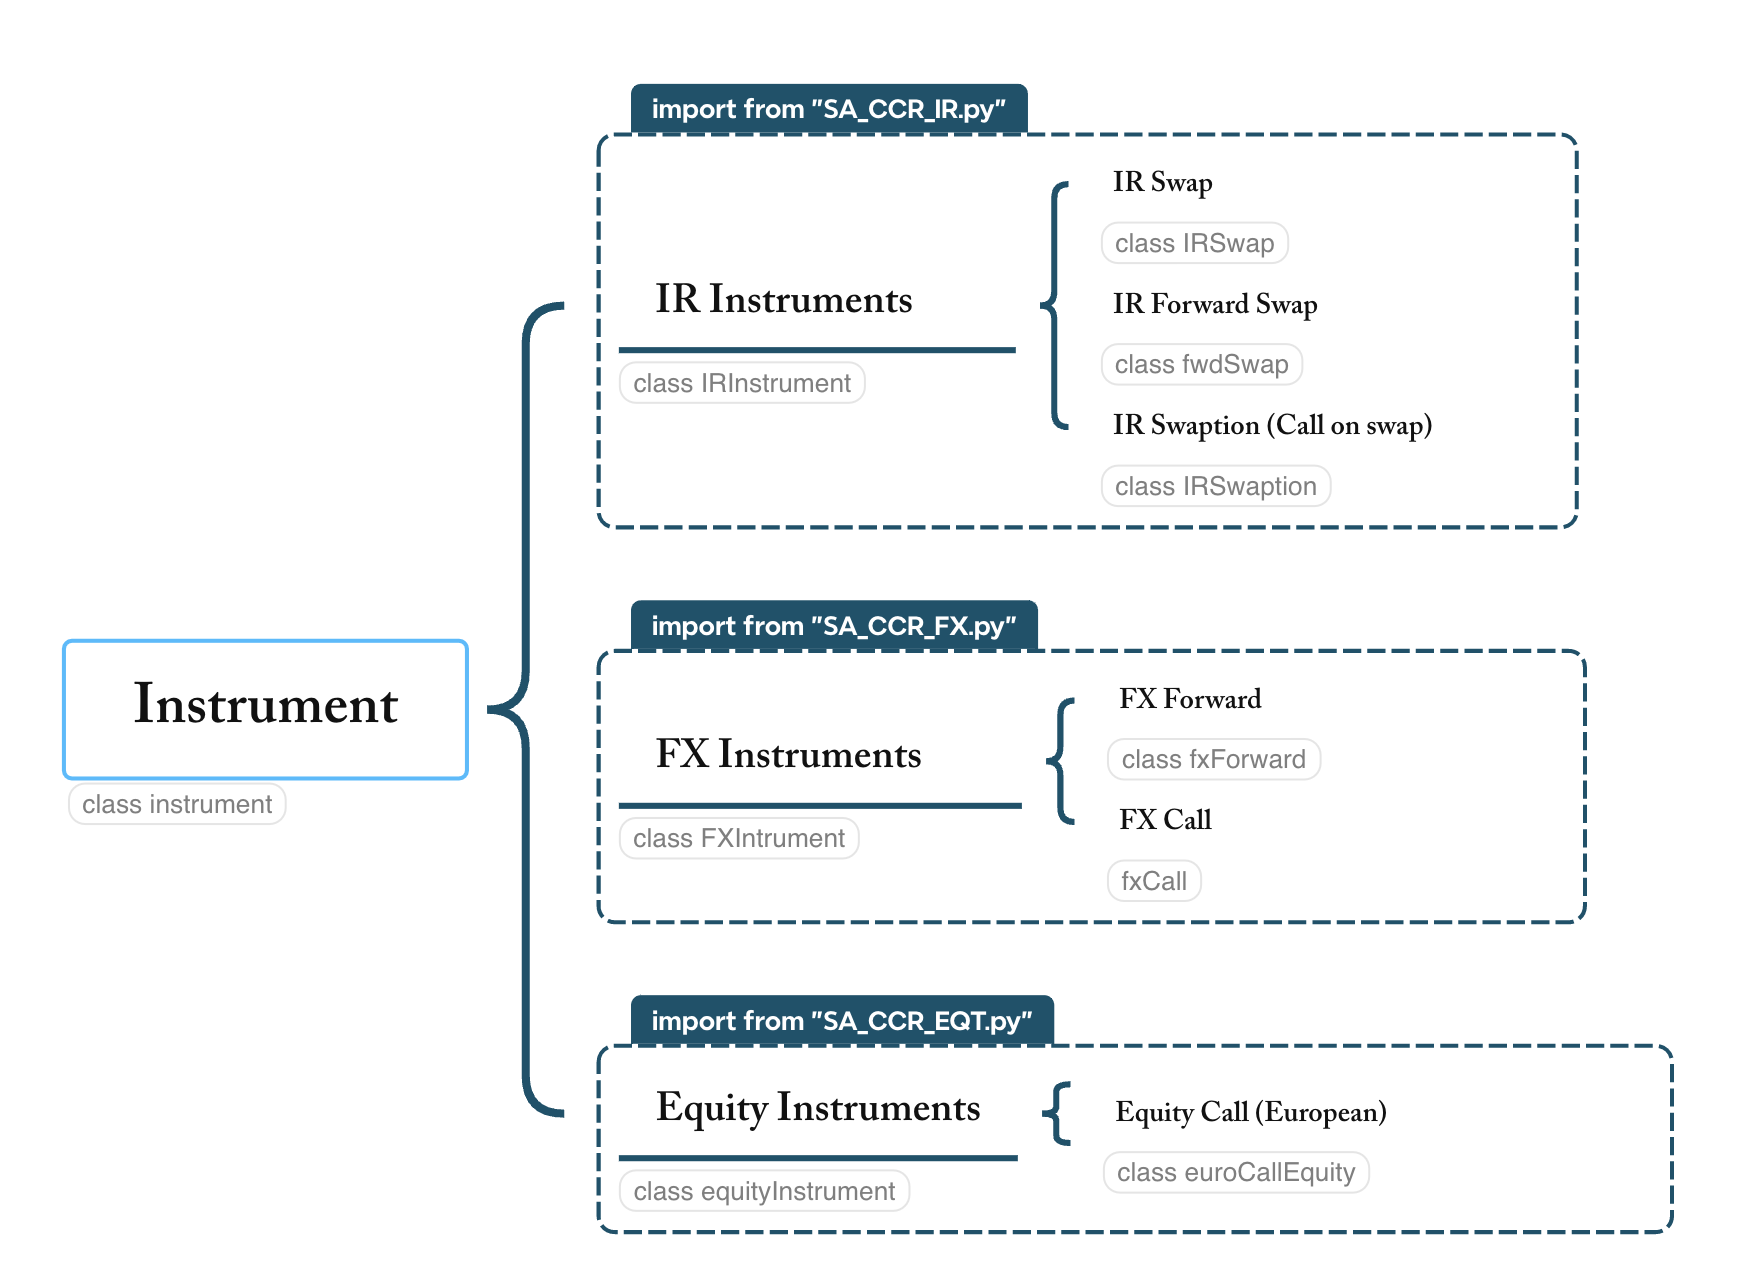 import from "SA_CCR_IR.py"
IR Swap
class IRSwap
IR Instruments
IR Forward Swap
class IRInstrument
class fwdSwap
IR Swaption (Call on swap)
class IRSwaption
import from "SA_CCR_FX.py"
Instrument
class instrument
FX Forward
FX Instruments
class fxForward
class FXIntrument
FX Call
fxCall
import from "SA_CCR_EQT.py"
Equity Instruments
Equity Call (European)
class equityInstrument
class euroCallEquity